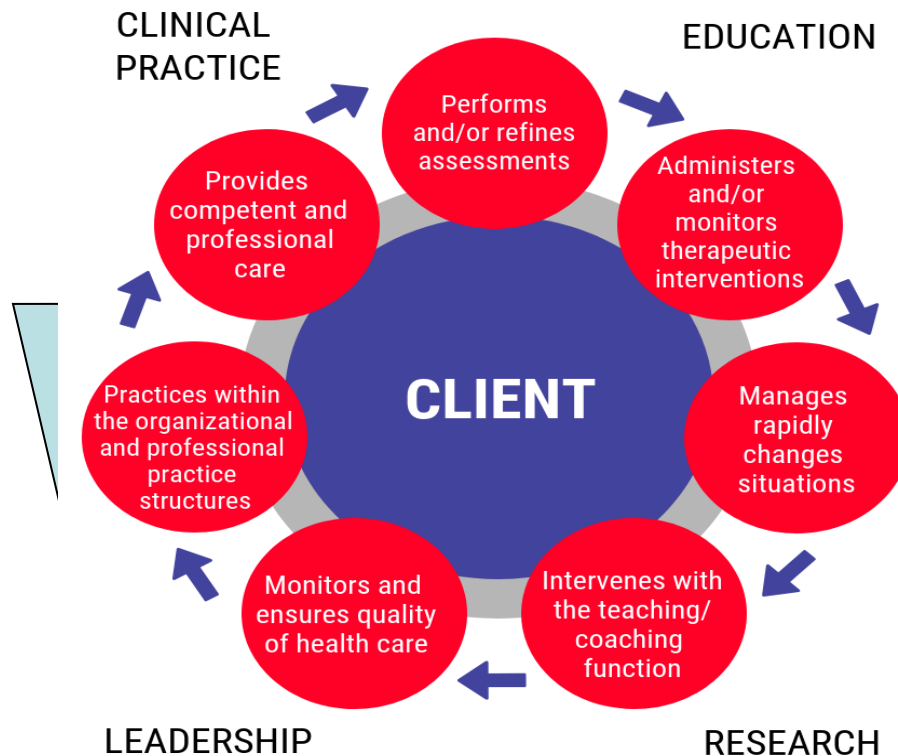 CLINICAL
PRACTICE
EDUCATION
Performs
and/or refines
assessments
Administers
and/or
monitors
therapeutic
interventions
Manages
rapidly
changes
situations
Intervenes with
the teaching/
coaching
function
Monitors and
ensures quality
of health care
Practices within
the organizational
and professional
practice
structures
Provides
competent and
professional
care
CLIENT
LEADERSHIP
RESEARCH